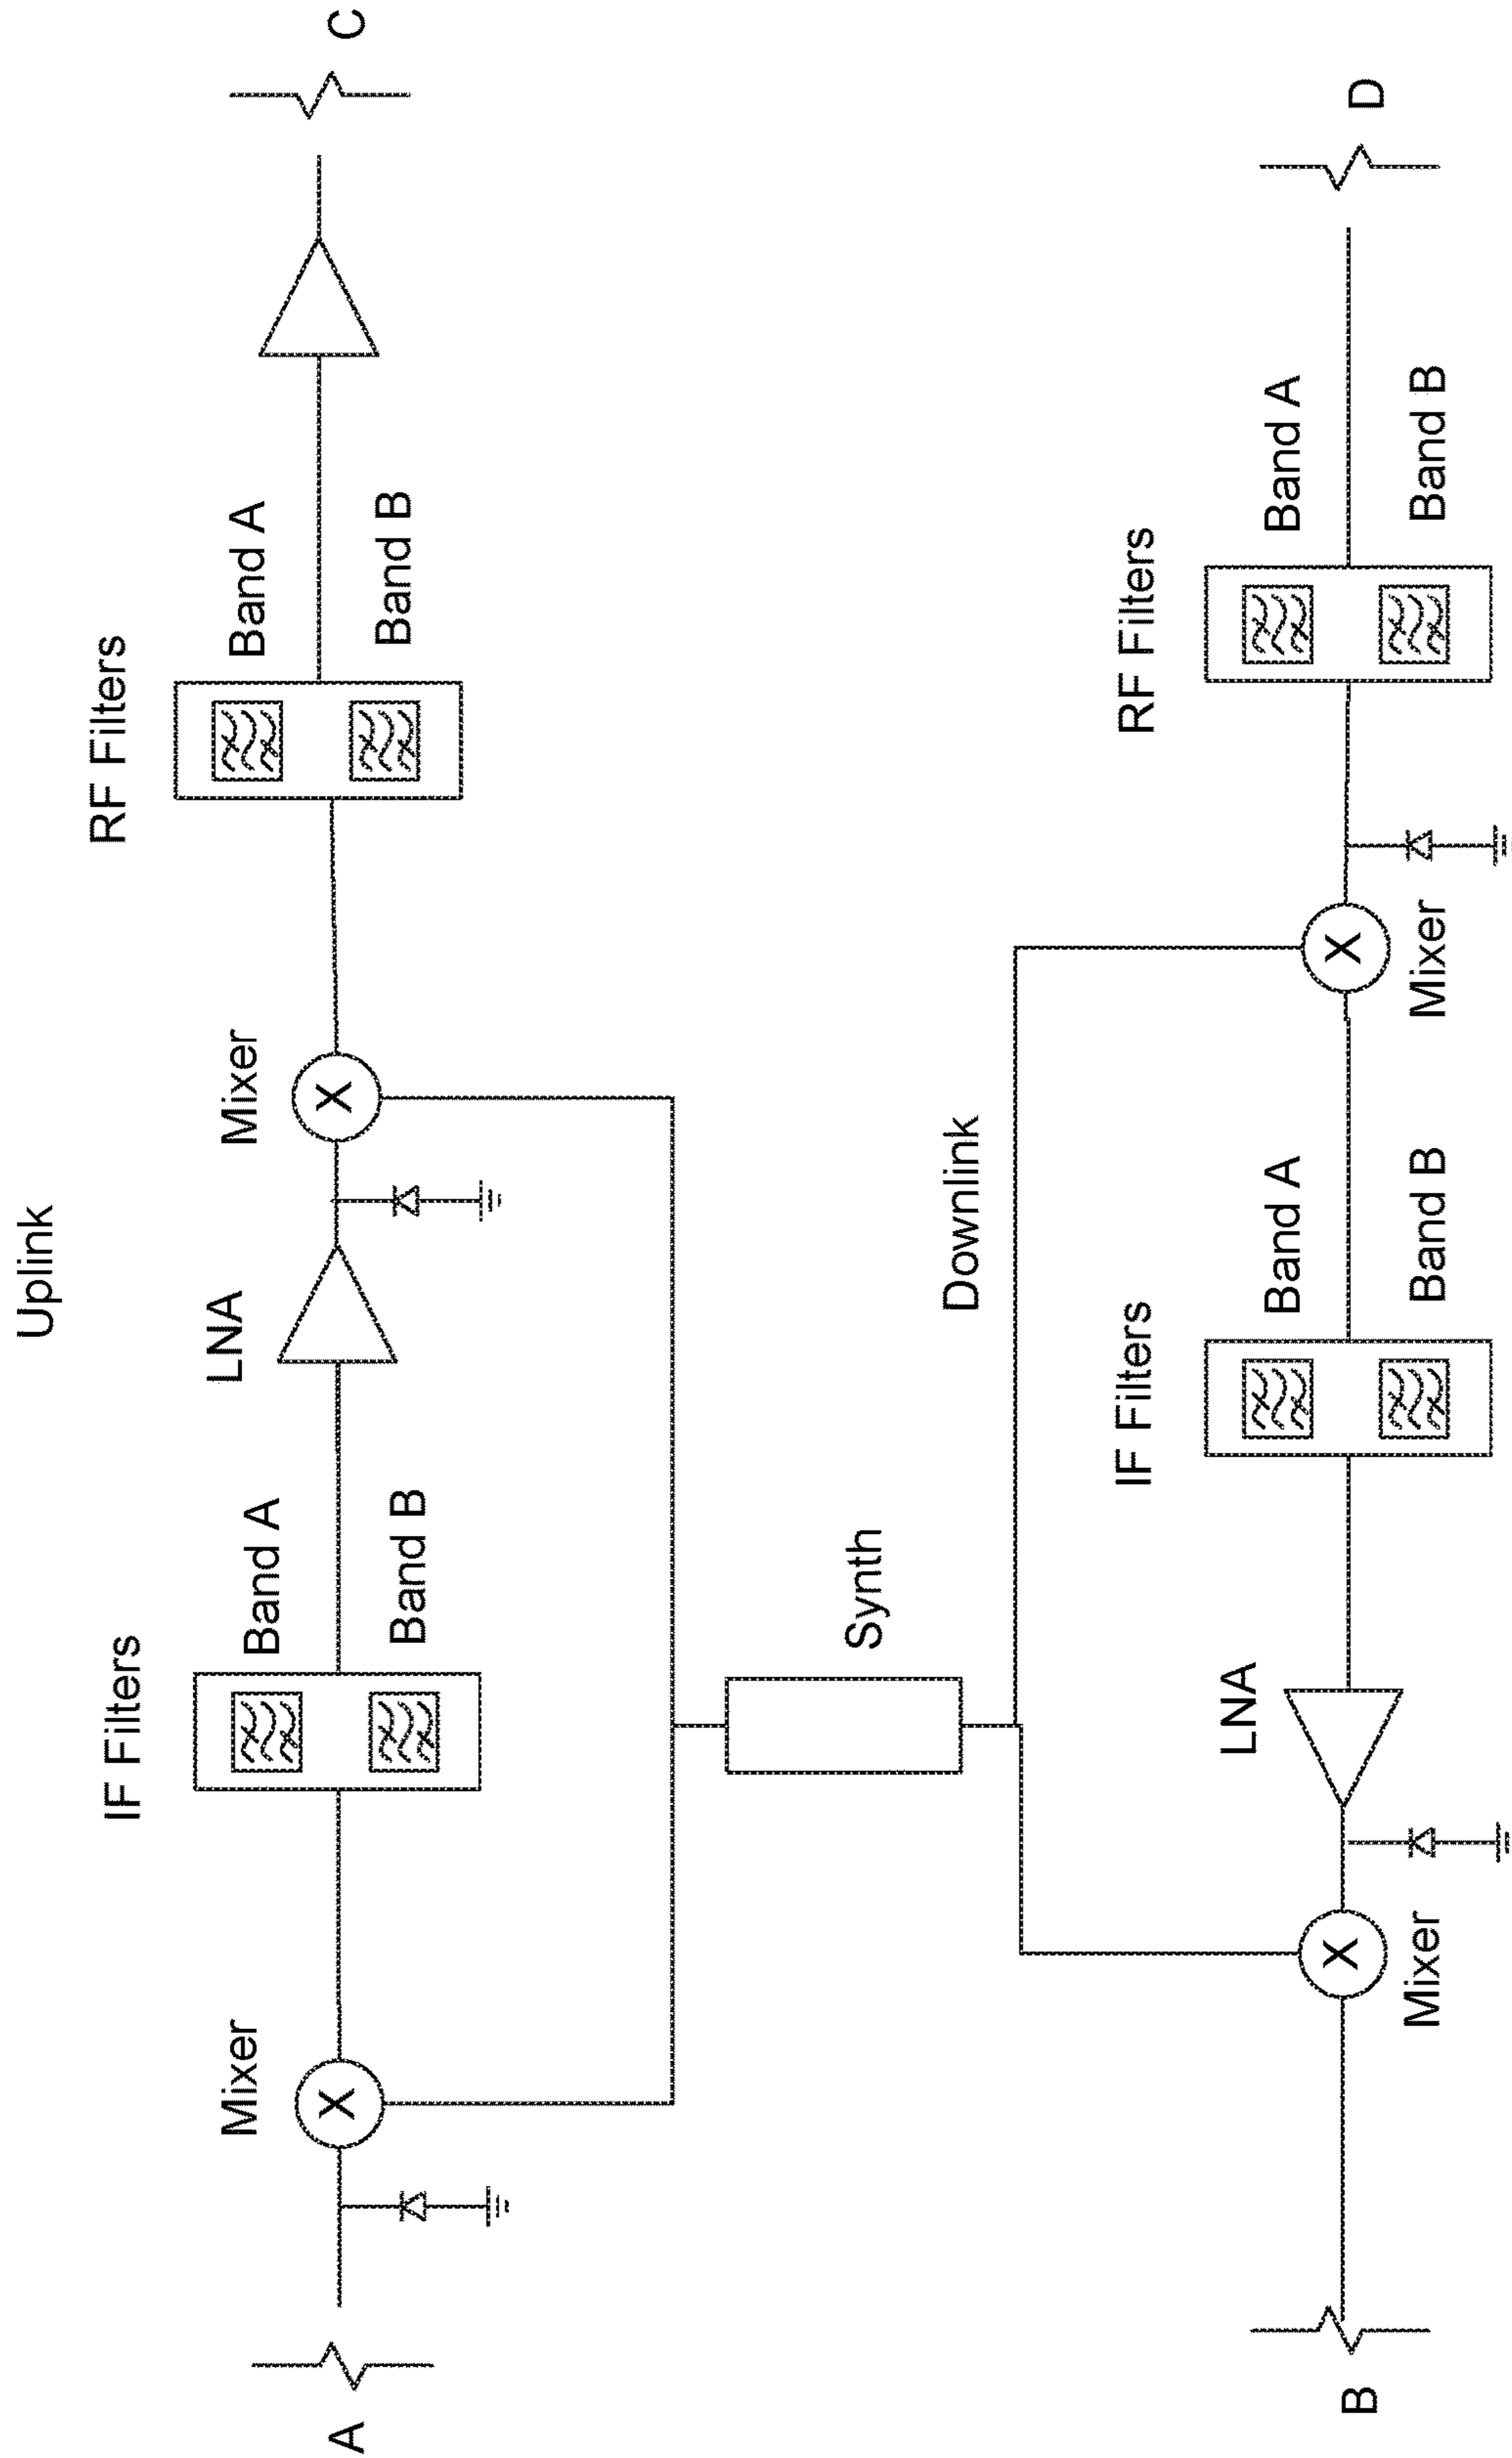 Uplink
IF Filters
RF Filters
Mixer
LNA
Mixer
Band A
Band A
A
X
X
C
Band B
Band B
Synth
Downlink
IF Filters
RF Filters
LNA
Band A
Band A
B
X
X
D
Mixer
Band B
Mixer
Band B